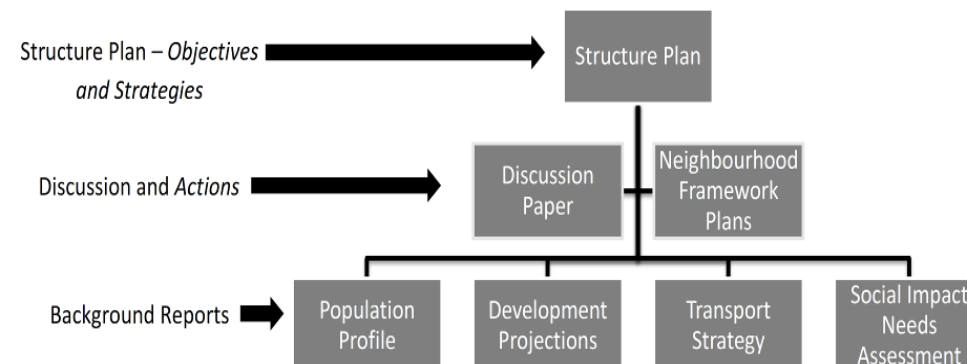 Structure Plan – Objectives
and Strategies
Structure Plan
Discussion and Actions
Discussion
Paper
Neighbourhood
Framework
Plans
Background Reports
Population
Profile
Development
Projections
Transport
Strategy
Social Impact
Needs
Assessment